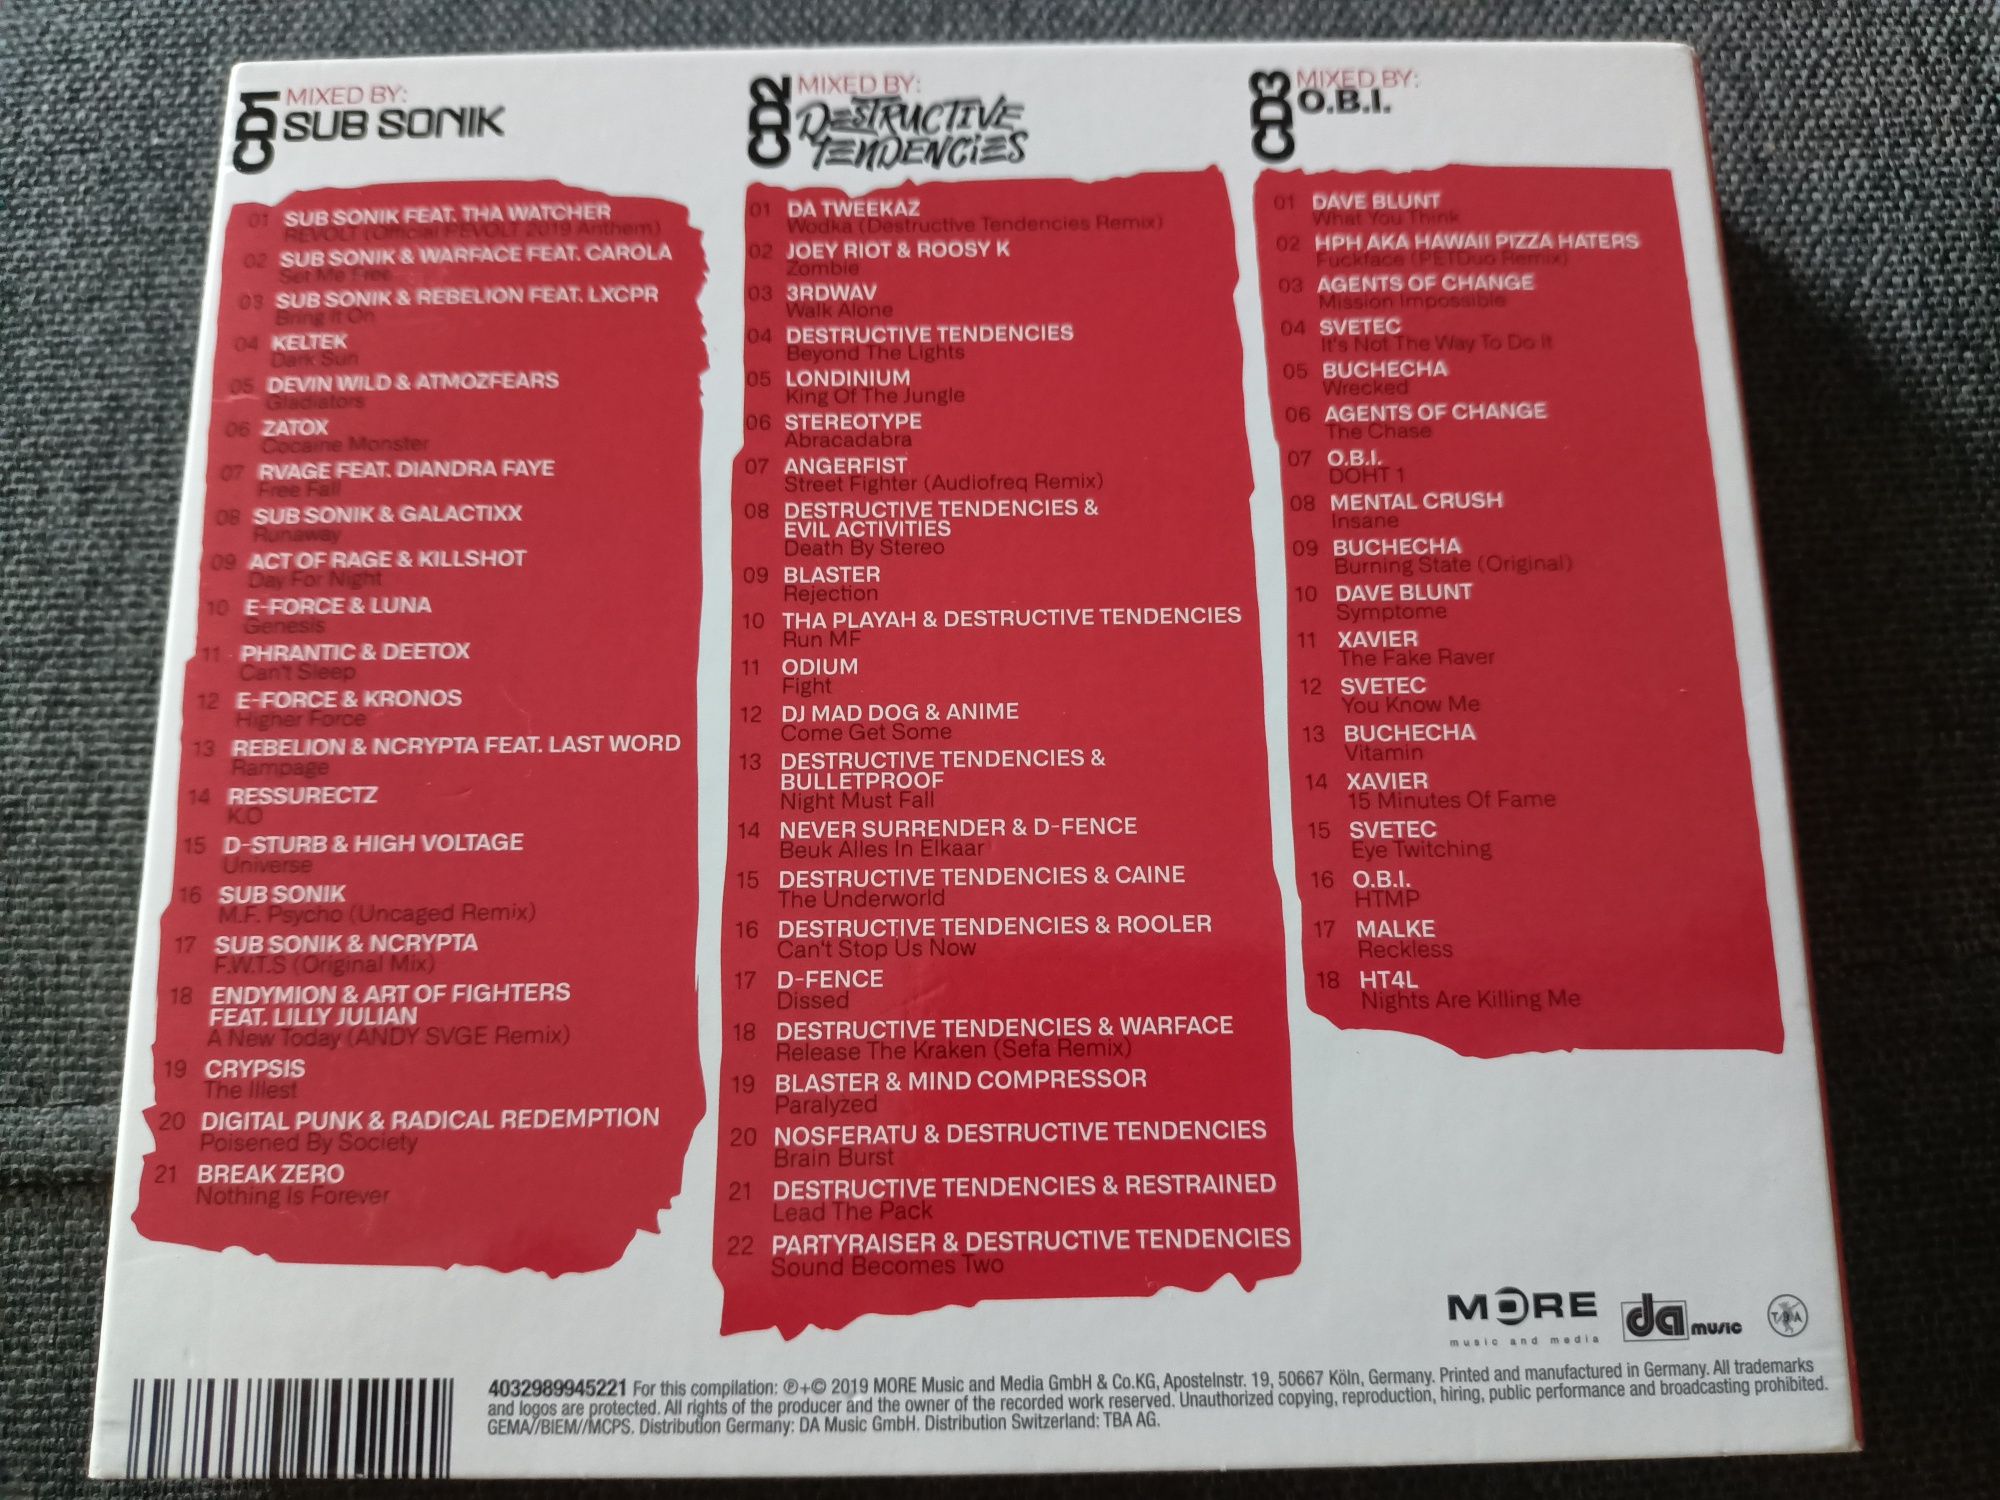 CD1 MIXED BY:
SUB SONIK
01 SUB SONIK FEAT. THA WATCHER
REVOLT (Official REVOLT 2019 Anthem)
02 SUB SONIK & WARFACE FEAT. CAROLA
Set Me Free
03 SUB SONIK & REBELION FEAT. LXCPR
Bring It On
04 KELTEK
Dark Sun
05 DEVIN WILD & ATMOZFEARS
Gladiators
06 ZATOX
Cocaine Monster
07 RVAGE FEAT. DIANDRA FAYE
Free Fall
08 SUB SONIK & GALACTIXX
Runaway
09 ACT OF RAGE & KILLSHOT
Day For Night
10 E-FORCE & LUNA
Genesis
11 PHRANTIC & DEETOX
Can't Sleep
12 E-FORCE & KRONOS
Higher Force
13 REBELION & NCRYPTA FEAT. LAST WORD
Rampage
14 RESSURECTZ
K.O
15 D-STURB & HIGH VOLTAGE
Universe
16 SUB SONIK
M.F. Psycho (Uncaged Remix)
17 SUB SONIK & NCRYPTA
F.W.T.S (Original Mix)
18 ENDYMION & ART OF FIGHTERS
FEAT. LILLY JULIAN
A New Today (ANDY SVGE Remix)
19 CRYPSIS
The Illest
20 DIGITAL PUNK & RADICAL REDEMPTION
Poisened By Society
21 BREAK ZERO
Nothing Is Forever
CD2 MIXED BY:
DESTRUCTIVE
TENDENCIES
01 DA TWEEKAZ
Wodka (Destructive Tendencies Remix)
02 JOEY RIOT & ROOSY K
Zombie
03 3RDWAV
Walk Alone
04 DESTRUCTIVE TENDENCIES
Beyond The Lights
05 LONDINIUM
King Of The Jungle
06 STEREOTYPE
Abracadabra
07 ANGERFIST
Street Fighter (Audiofreq Remix)
08 DESTRUCTIVE TENDENCIES &
EVIL ACTIVITIES
Death By Stereo
09 BLASTER
Rejection
10 THA PLAYAH & DESTRUCTIVE TENDENCIES
Run MF
11 ODIUM
Fight
12 DJ MAD DOG & ANIME
Come Get Some
13 DESTRUCTIVE TENDENCIES &
BULLETPROOF
Night Must Fall
14 NEVER SURRENDER & D-FENCE
Beuk Alles In Elkaar
15 DESTRUCTIVE TENDENCIES & CAINE
The Underworld
16 DESTRUCTIVE TENDENCIES & ROOLER
Can't Stop Us Now
17 D-FENCE
Dissed
18 DESTRUCTIVE TENDENCIES & WARFACE
Release The Kraken (Sefa Remix)
19 BLASTER & MIND COMPRESSOR
Paralyzed
20 NOSFERATU & DESTRUCTIVE TENDENCIES
Brain Burst
21 DESTRUCTIVE TENDENCIES & RESTRAINED
Lead The Pack
22 PARTYRAISER & DESTRUCTIVE TENDENCIES
Sound Becomes Two
CD3 MIXED BY:
O.B.I.
01 DAVE BLUNT
What You Think
02 HPH AKA HAWAII PIZZA HATERS
Fuckface (PETDuo Remix)
03 AGENTS OF CHANGE
Mission Impossible
04 SVETEC
It's Not The Way To Do It
05 BUCHECHA
Wrecked
06 AGENTS OF CHANGE
The Chase
07 O.B.I.
DOHT 1
08 MENTAL CRUSH
Insane
09 BUCHECHA
Burning State (Original)
10 DAVE BLUNT
Symptome
11 XAVIER
The Fake Raver
12 SVETEC
You Know Me
13 BUCHECHA
Vitamin
14 XAVIER
15 Minutes Of Fame
15 SVETEC
Eye Twitching
16 O.B.I.
HTMP
17 MALKE
Reckless
18 HT4L
Nights Are Killing Me
MORE
music and media
da music
TBA
4032989945221 For this compilation: ℗+© 2019 MORE Music and Media GmbH & Co.KG, Apostelnstr. 19, 50667 Köln, Germany. Printed and manufactured in Germany. All trademarks
and logos are protected. All rights of the producer and the owner of the recorded work reserved. Unauthorized copying, reproduction, hiring, public performance and broadcasting prohibited.
GEMA//BIEM//MCPS. Distribution Germany: DA Music GmbH. Distribution Switzerland: TBA AG.